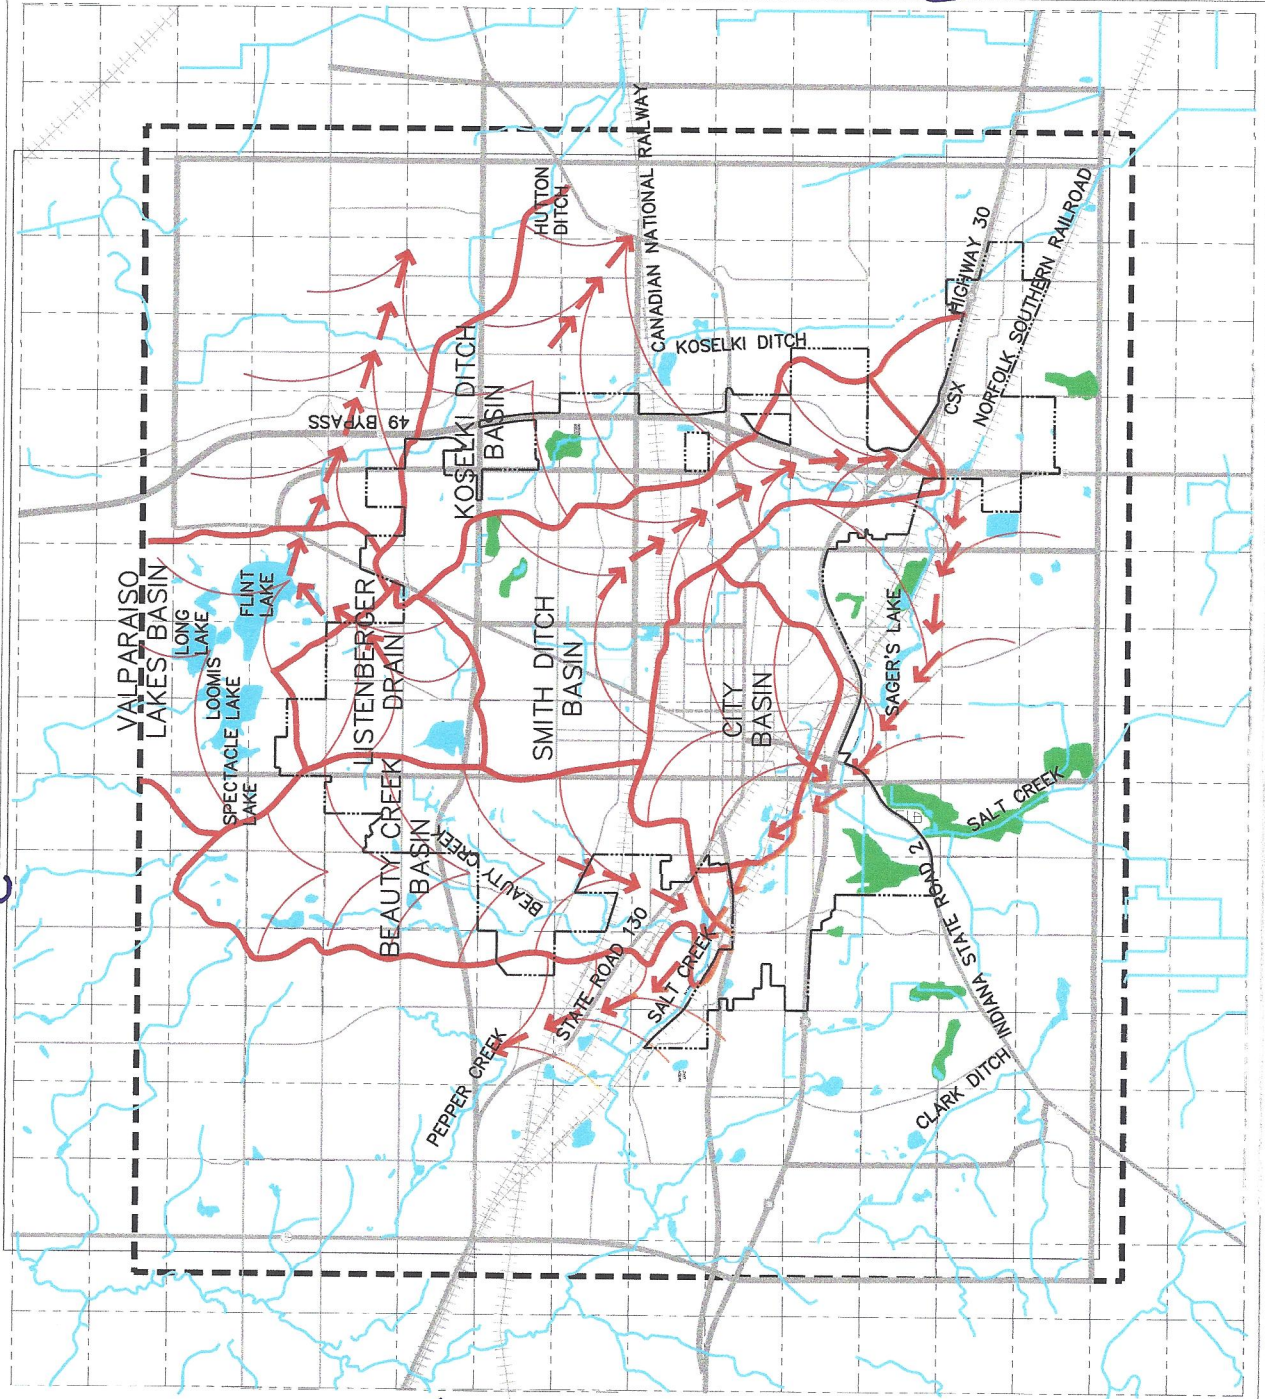 VALPARAISO
LAKES BASIN
LONG
LAKE
FLINT
LAKE
LOOMIS
LAKE
SPECTACLE
LAKE
LISTENBERGER
DRAIN
BEAUTY CREEK
BASIN
BEAUTY CREEK
49 BYPASS
KOSELKI DITCH
BASIN
HUTTON
DITCH
CANADIAN NATIONAL RAILWAY
KOSELKI DITCH
SMITH DITCH
BASIN
CITY
BASIN
HIGHWAY 30
CSX
NORFOLK SOUTHERN RAILROAD
SAGER'S LAKE
SALT CREEK
INDIANA STATE ROAD 2
CLARK DITCH
STATE ROAD 130
SALT CREEK
PEPPER CREEK